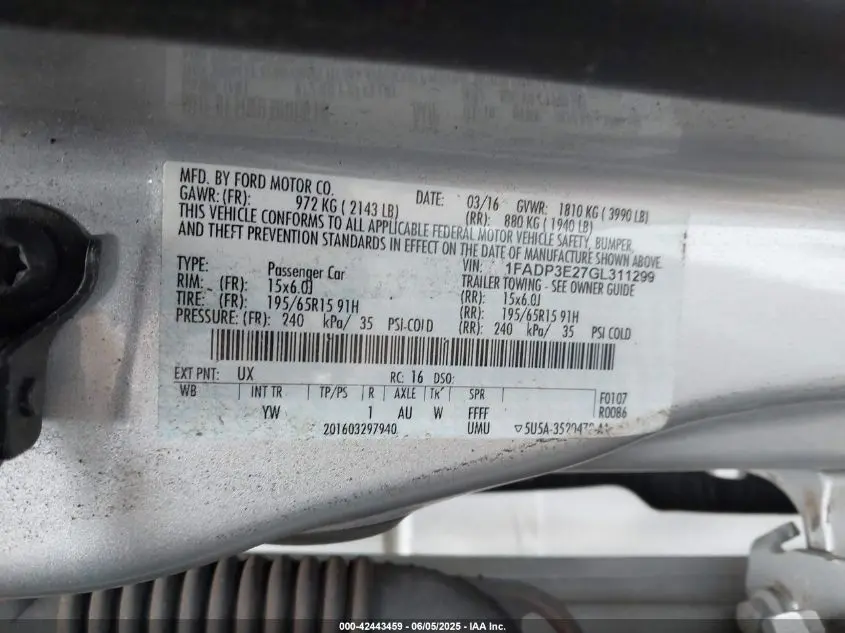 MFD. BY FORD MOTOR CO. DATE: 03/16 GVWR: 1810 KG ( 3990 LB)
GAWR: (FR): 972 KG ( 2143 LB) (RR): 880 KG ( 1940 LB)
THIS VEHICLE CONFORMS TO ALL APPLICABLE FEDERAL MOTOR VEHICLE SAFETY, BUMPER,
AND THEFT PREVENTION STANDARDS IN EFFECT ON THE DATE OF MANUFACTURE SHOWN ABOVE.
VIN: 1FADP3E27GL311299
TYPE: Passenger Car TRAILER TOWING - SEE OWNER GUIDE
RIM: (FR): 15x6.0J (RR): 15x6.0J
TIRE: (FR): 195/65R15 91H (RR): 195/65R15 91H
PRESSURE: (FR): 240 kPa/ 35 PSI-COLD (RR): 240 kPa/ 35 PSI COLD
EXT PNT: UX RC: 16 DSO:
WB INT TR TP/PS R AXLE TR SPR F0107
YW 1 AU W FFFF R0086
201603297940 UMU
000-42443459 - 06/05/2025 - IAA Inc.